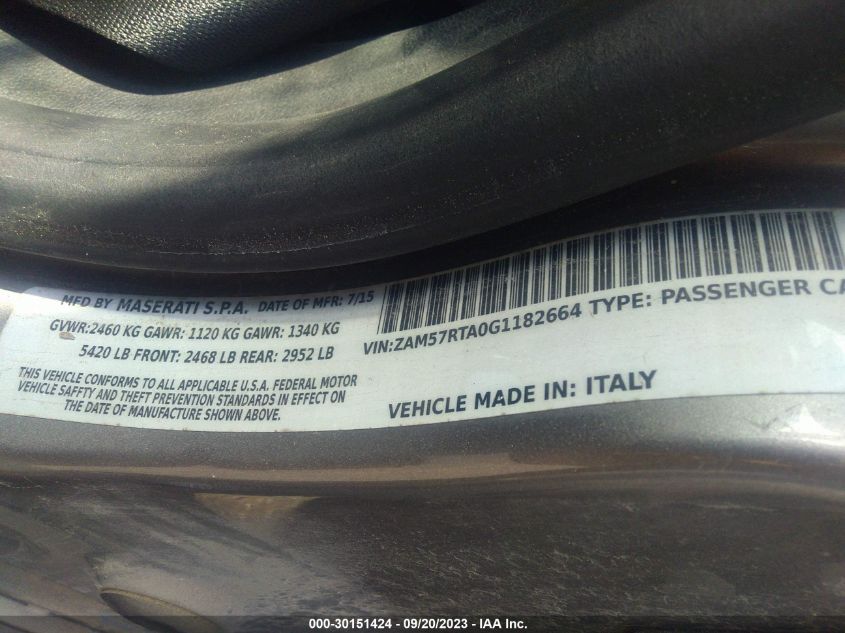 MFD BY MASERATI S.P.A. DATE OF MFR: 7/15
GVWR:2460 KG GAWR: 1120 KG GAWR: 1340 KG
5420 LB FRONT: 2468 LB REAR: 2952 LB
THIS VEHICLE CONFORMS TO ALL APPLICABLE U.S.A. FEDERAL MOTOR
VEHICLE SAFFTY AND THEFT PREVENTION STANDARDS IN EFFECT ON
THE DATE OF MANUFACTURE SHOWN ABOVE.
VIN:ZAM57RTA0G1182664 TYPE: PASSENGER CA
VEHICLE MADE IN: ITALY
000-30151424 - 09/20/2023 - IAA Inc.